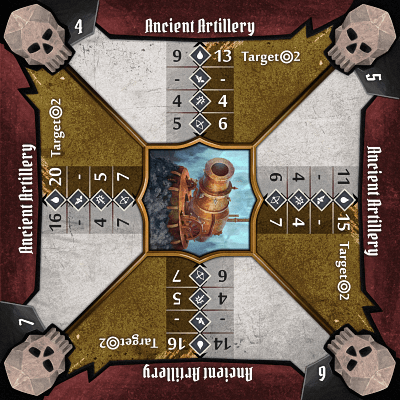 4
Ancient Artillery
9 13 Target 2
- -
4 4
5 6
5
Ancient Artillery
11 15 Target 2
- -
4 4
6 7
6
Ancient Artillery
14 16 Target 2
- -
4 5
6 7
7
Ancient Artillery
16 20 Target 2
- -
4 5
7 7